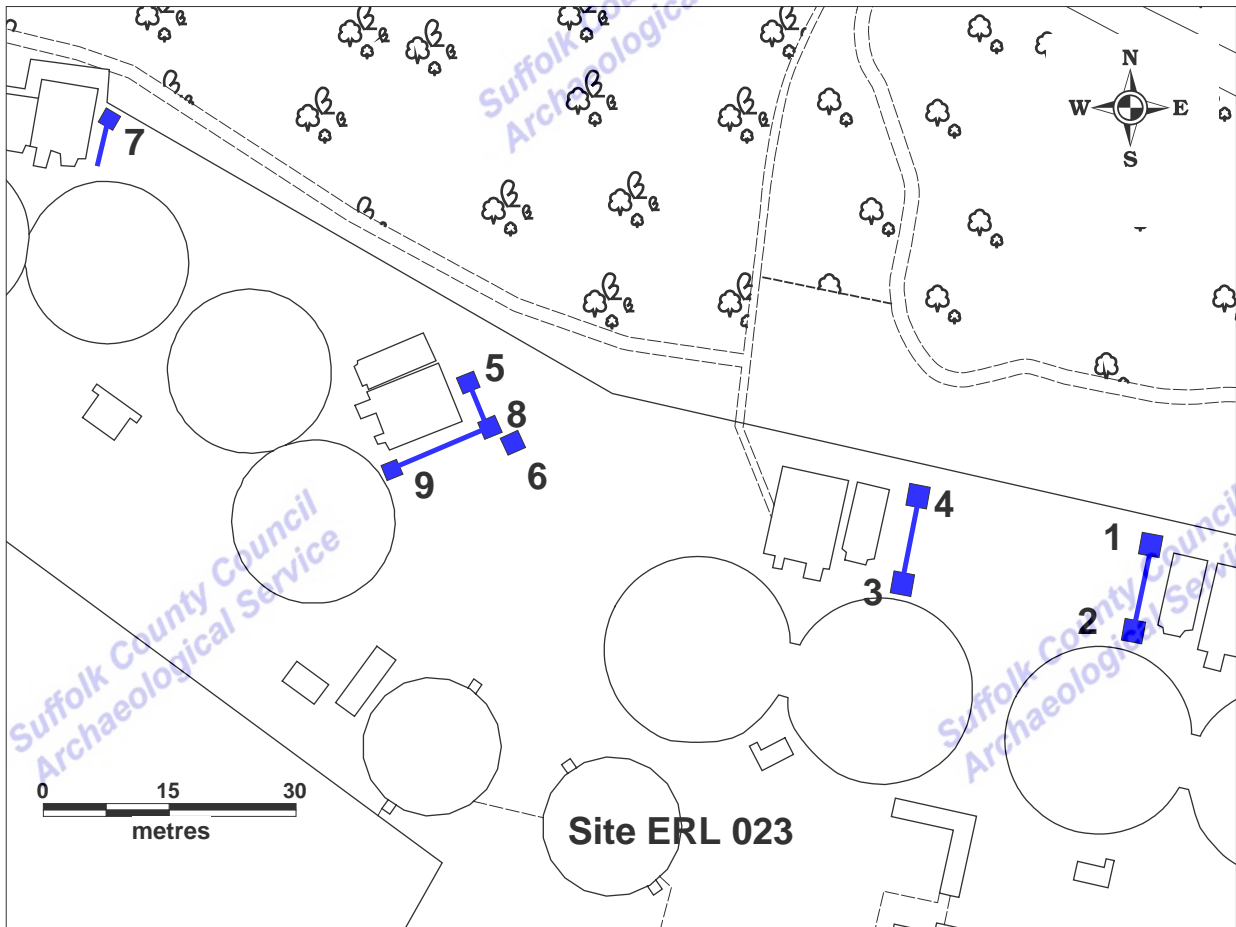 Suffolk County Council
Archaeological Service
N
W E
S
7
5
8
6
9
4
3
1
2
Suffolk County Council
Archaeological Service
Suffolk County Council
Archaeological Service
0 15 30
metres
Site ERL 023